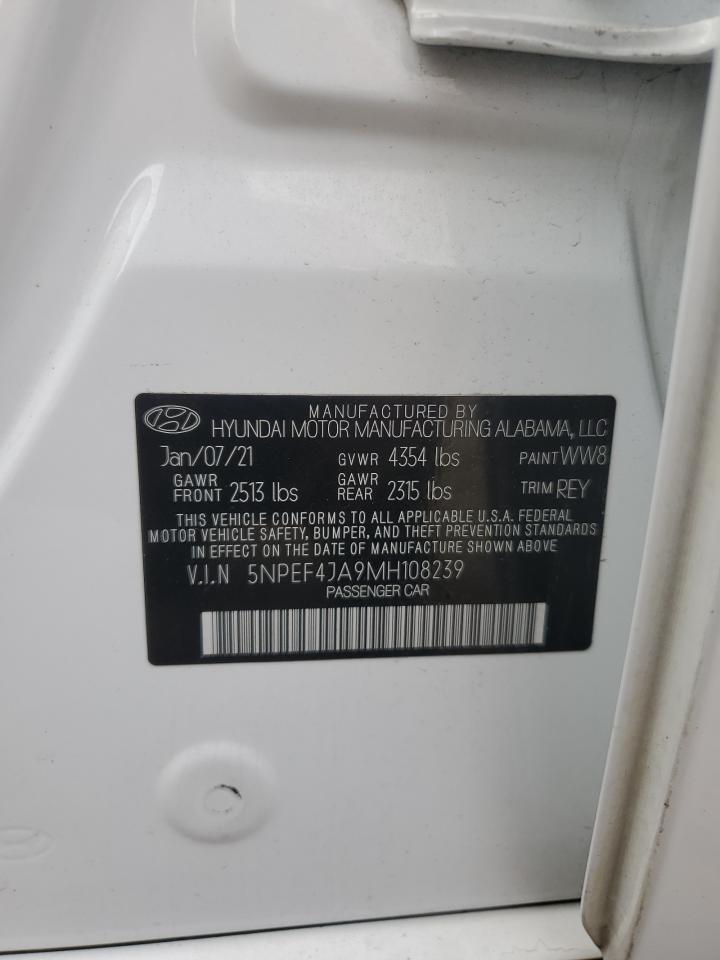 MANUFACTURED BY
HYUNDAI MOTOR MANUFACTURING ALABAMA, LLC
Jan/07/21 GVWR 4354 lbs PAINT WW8
GAWR FRONT 2513 lbs GAWR REAR 2315 lbs TRIM REY
THIS VEHICLE CONFORMS TO ALL APPLICABLE U.S.A. FEDERAL
MOTOR VEHICLE SAFETY, BUMPER, AND THEFT PREVENTION STANDARDS
IN EFFECT ON THE DATE OF MANUFACTURE SHOWN ABOVE
V.I.N 5NPEF4JA9MH108239
PASSENGER CAR